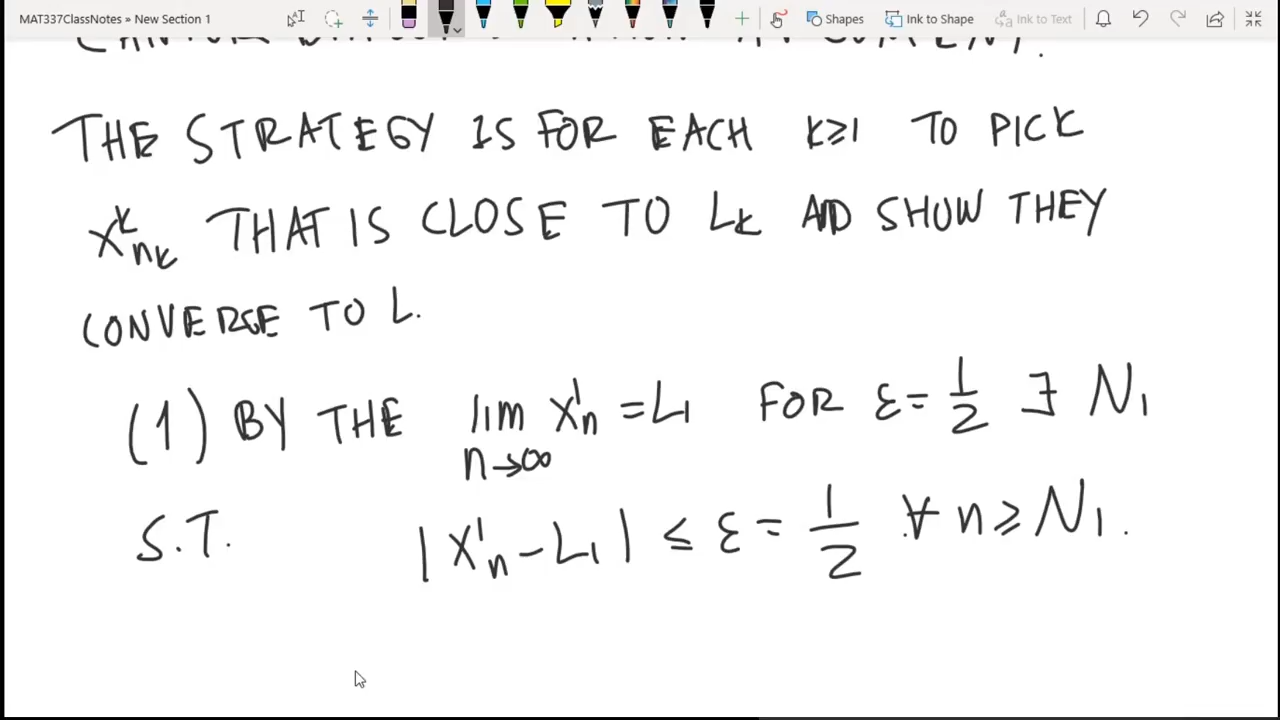 MAT337ClassNotes » New Section 1
Shapes Ink to Shape Ink to Text
THE STRATEGY IS FOR EACH k≥1 TO PICK
x^k_{n_k} THAT IS CLOSE TO L_k AND SHOW THEY
CONVERGE TO L.
(1) BY THE lim_{n→∞} x^1_n = L_1 FOR ε = 1/2 ∃ N_1
S.T. |x^1_n − L_1| ≤ ε = 1/2 ∀ n ≥ N_1.